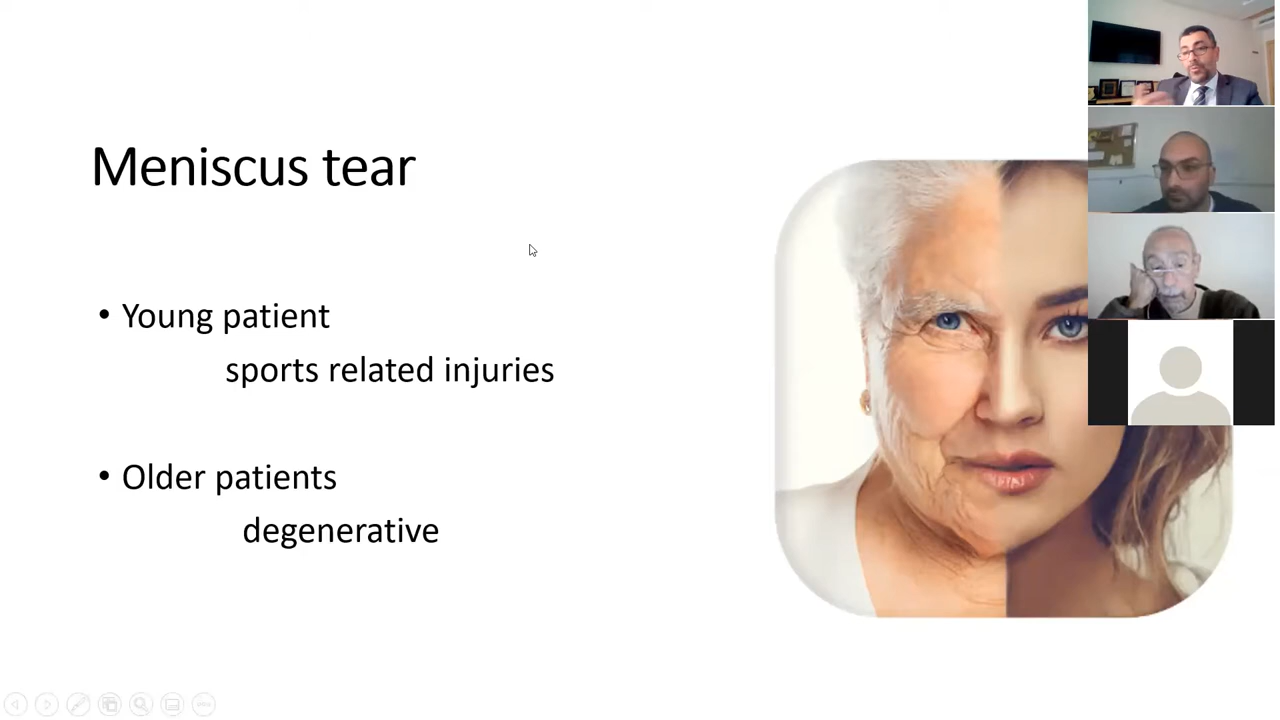 Meniscus tear
• Young patient
sports related injuries
• Older patients
degenerative